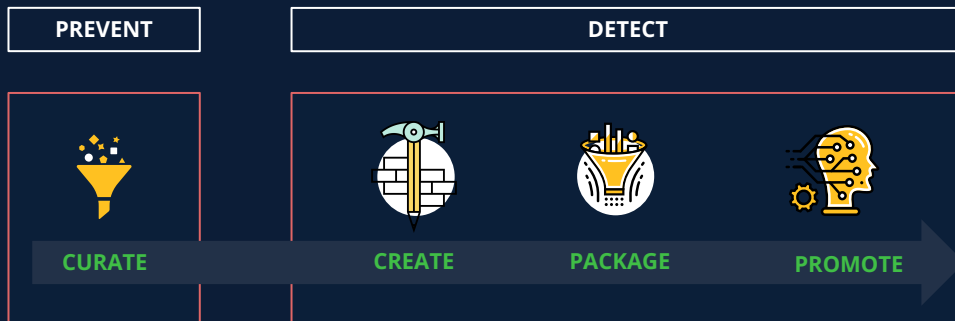 PREVENT
DETECT
CURATE
CREATE
PACKAGE
PROMOTE